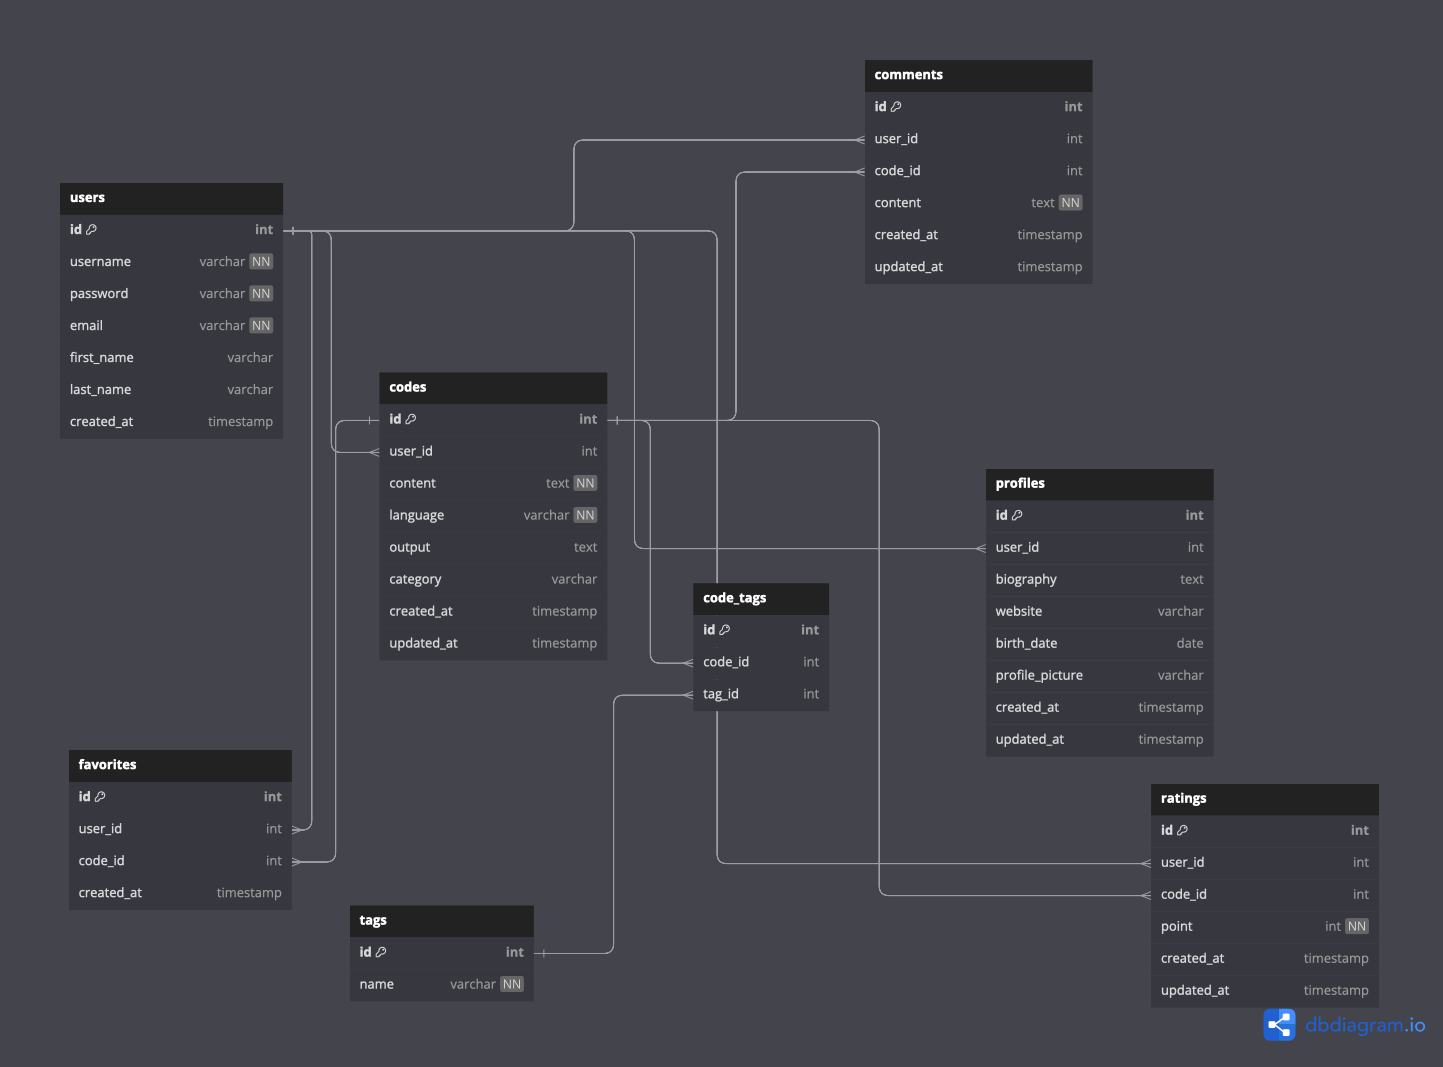 comments
id int
user_id int
code_id int
content text NN
created_at timestamp
updated_at timestamp
users
id int
username varchar NN
password varchar NN
email varchar NN
first_name varchar
last_name varchar
created_at timestamp
codes
id int
user_id int
content text NN
language varchar NN
output text
category varchar
created_at timestamp
updated_at timestamp
profiles
id int
user_id int
biography text
website varchar
birth_date date
profile_picture varchar
created_at timestamp
updated_at timestamp
code_tags
id int
code_id int
tag_id int
favorites
id int
user_id int
code_id int
created_at timestamp
ratings
id int
user_id int
code_id int
point int NN
created_at timestamp
updated_at timestamp
tags
id int
name varchar NN
dbdiagram.io